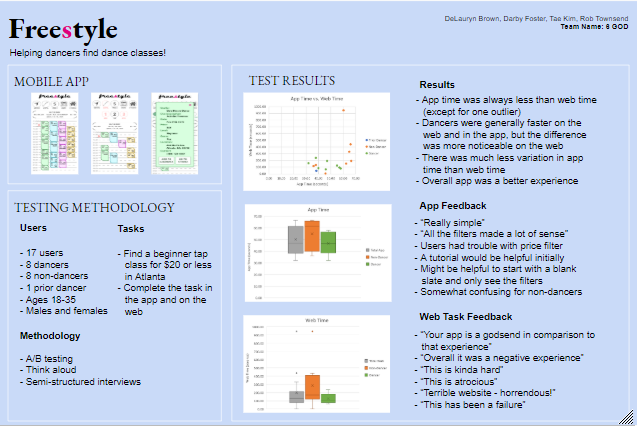 Freestyle
Helping dancers find dance classes!
DeLauryn Brown, Darby Foster, Tae Kim, Rob Townsend
Team Name: 6 GOD
MOBILE APP
Freestyle
Freestyle
Freestyle
TESTING METHODOLOGY
Users
- 17 users
- 8 dancers
- 8 non-dancers
- 1 prior dancer
- Ages 18-35
- Males and females
Methodology
- A/B testing
- Think aloud
- Semi-structured interviews
Tasks
- Find a beginner tap
class for $20 or less
in Atlanta
- Complete the task in
the app and on the
web
TEST RESULTS
App Time vs. Web Time
App Time
Web Time
Results
- App time was always less than web time
(except for one outlier)
- Dancers were generally faster on the
web and in the app, but the difference
was more noticeable on the web
- There was much less variation in app
time than web time
- Overall app was a better experience
App Feedback
- “Really simple”
- “All the filters made a lot of sense”
- Users had trouble with price filter
- A tutorial would be helpful initially
- Might be helpful to start with a blank
slate and only see the filters
- Somewhat confusing for non-dancers
Web Task Feedback
- “Your app is a godsend in comparison to
that experience”
- “Overall it was a negative experience”
- “This is kinda hard”
- “This is atrocious”
- “Terrible website - horrendous!”
- “This has been a failure”